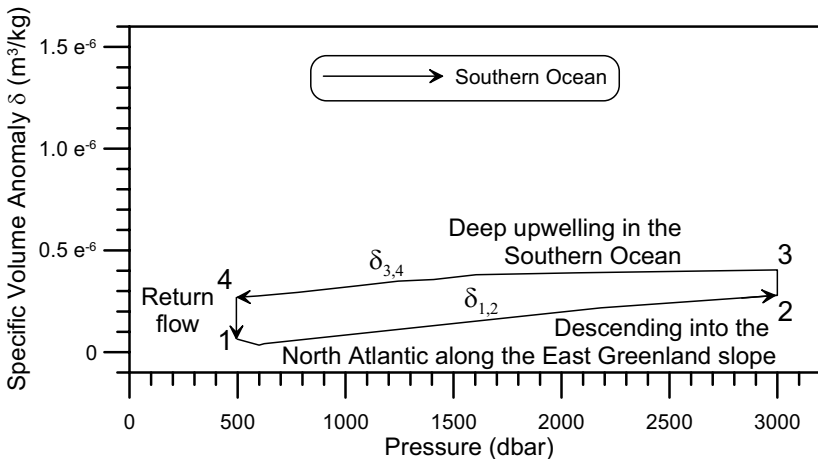 Specific Volume Anomaly δ (m³/kg)
1.5 e⁻⁶
1.0 e⁻⁶
0.5 e⁻⁶
0
Southern Ocean
Deep upwelling in the
Southern Ocean
3
4
δ3,4
δ1,2
Return
flow
1
2
Descending into the
North Atlantic along the East Greenland slope
0 500 1000 1500 2000 2500 3000
Pressure (dbar)